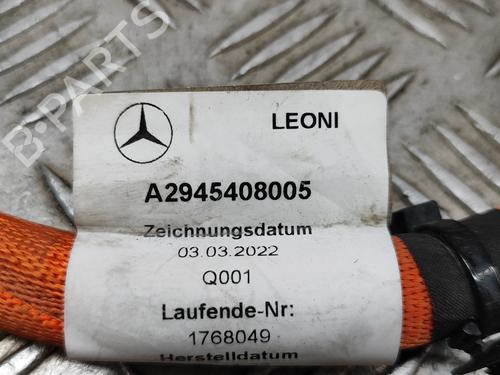 B-PARTS
LEONI
A2945408005
Zeichnungsdatum
03.03.2022
Q001
Laufende-Nr:
1768049
Herstelldatum